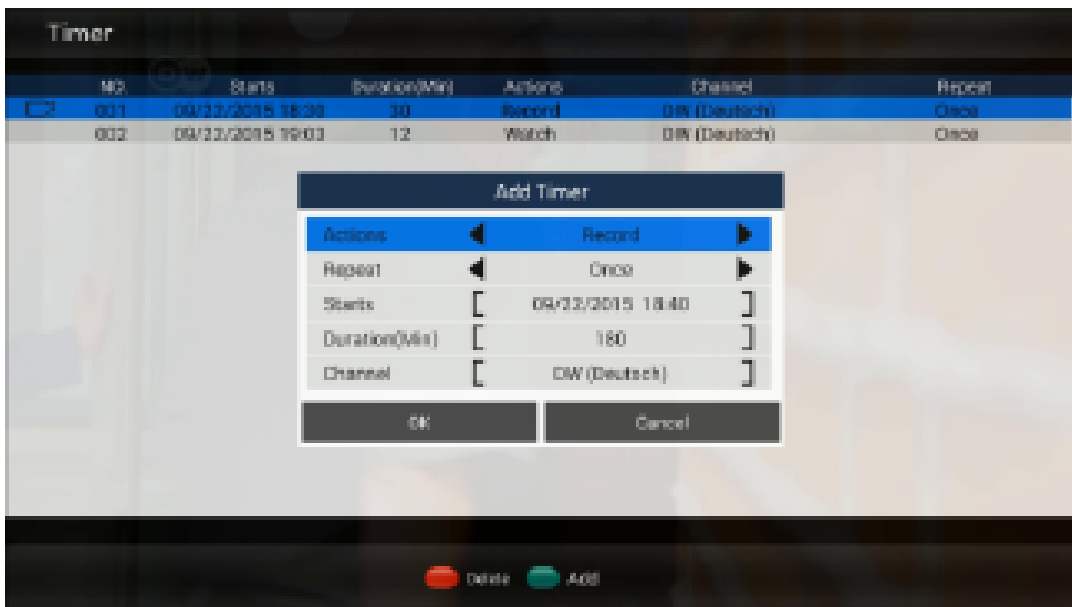 Timer
NO. Starts Duration(Min) Actions Channel Repeat
001 09/22/2015 18:30 30 Record DW (Deutsch) Once
002 09/22/2015 19:03 12 Watch DW (Deutsch) Once
Add Timer
Actions Record
Repeat Once
Starts [ 09/22/2015 18:40 ]
Duration(Min) [ 180 ]
Channel [ DW (Deutsch) ]
OK Cancel
Delete Add